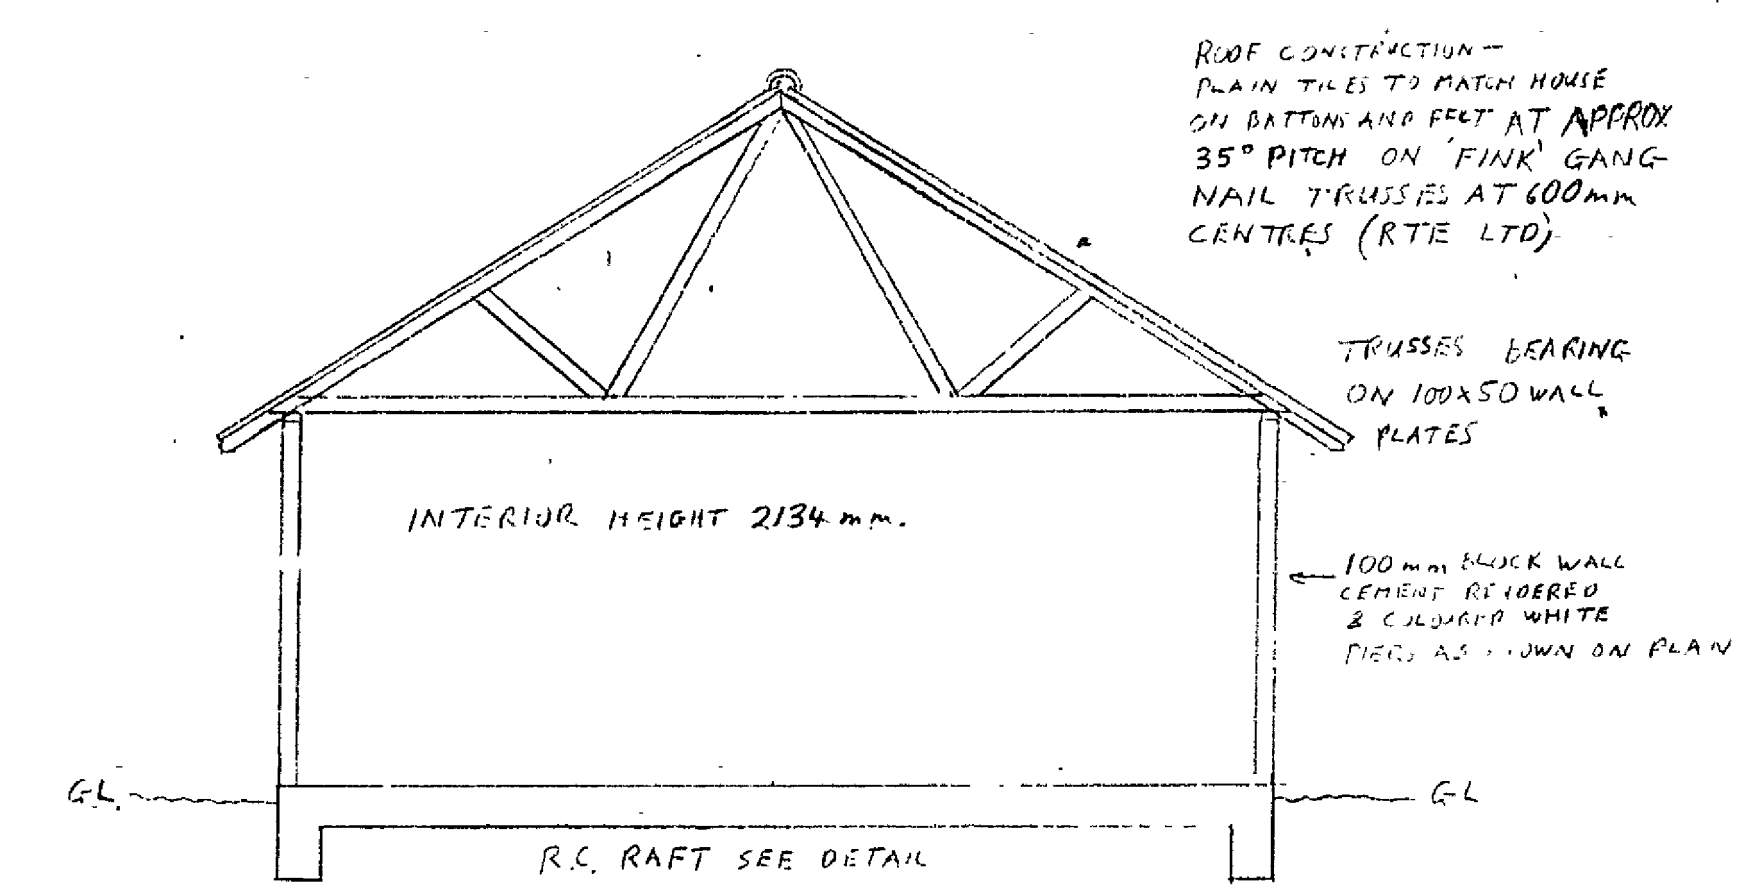 ROOF CONSTRUCTION —
PLAIN TILES TO MATCH HOUSE
ON BATTONS AND FELT AT APPROX
35° PITCH ON 'FINK' GANG-
NAIL TRUSSES AT 600mm
CENTRES (RTE LTD)
TRUSSES BEARING
ON 100x50 WALL
PLATES
INTERIOR HEIGHT 2134 mm.
100 mm BLOCK WALL
CEMENT RENDERED
& COLOURED WHITE
PIERS AS SHOWN ON PLAN
GL.
GL
R.C. RAFT SEE DETAIL